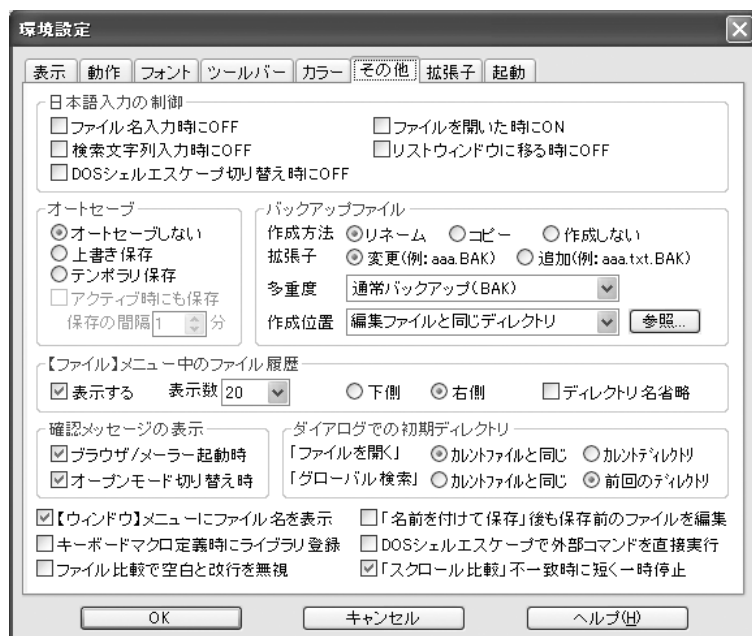 環境設定
表示 動作 フォント ツールバー カラー その他 拡張子 起動
日本語入力の制御
ファイル名入力時にOFF ファイルを開いた時にON
検索文字列入力時にOFF リストウィンドウに移る時にOFF
DOSシェルエスケープ切り替え時にOFF
オートセーブ
オートセーブしない
上書き保存
テンポラリ保存
アクティブ時にも保存
保存の間隔 1 分
バックアップファイル
作成方法 リネーム コピー 作成しない
拡張子 変更(例:aaa.BAK) 追加(例:aaa.txt.BAK)
多重度 通常バックアップ(BAK)
作成位置 編集ファイルと同じディレクトリ 参照...
【ファイル】メニュー中のファイル履歴
表示する 表示数 20 下側 右側 ディレクトリ名省略
確認メッセージの表示
ブラウザ/メーラー起動時
オープンモード切り替え時
ダイアログでの初期ディレクトリ
「ファイルを開く」 カレントファイルと同じ カレントディレクトリ
「グローバル検索」 カレントファイルと同じ 前回のディレクトリ
【ウィンドウ】メニューにファイル名を表示 「名前を付けて保存」後も保存前のファイルを編集
キーボードマクロ定義時にライブラリ登録 DOSシェルエスケープで外部コマンドを直接実行
ファイル比較で空白と改行を無視 「スクロール比較」不一致時に短く一時停止
OK キャンセル ヘルプ(H)